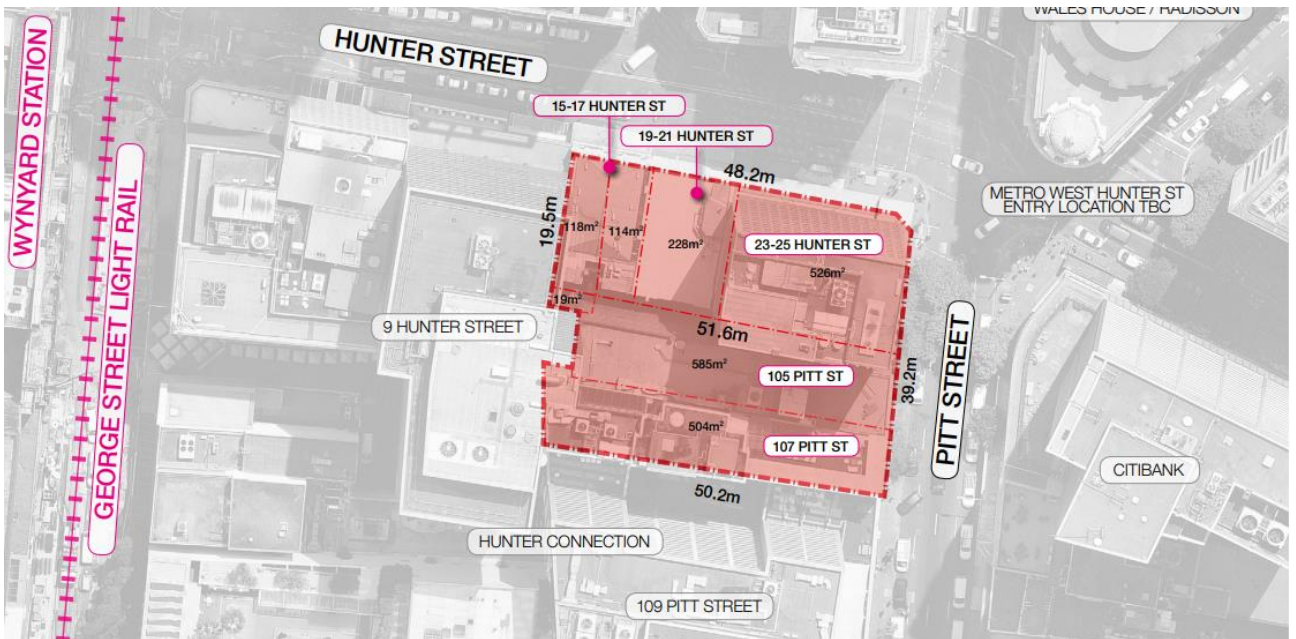 WALES HOUSE / RADISSON
HUNTER STREET
WYNYARD STATION
GEORGE STREET LIGHT RAIL
15-17 HUNTER ST
19-21 HUNTER ST
48.2m
METRO WEST HUNTER ST
ENTRY LOCATION TBC
19.5m
118m²
114m²
228m²
23-25 HUNTER ST
526m²
19m²
9 HUNTER STREET
51.6m
585m²
105 PITT ST
39.2m
PITT STREET
504m²
107 PITT ST
50.2m
CITIBANK
HUNTER CONNECTION
109 PITT STREET